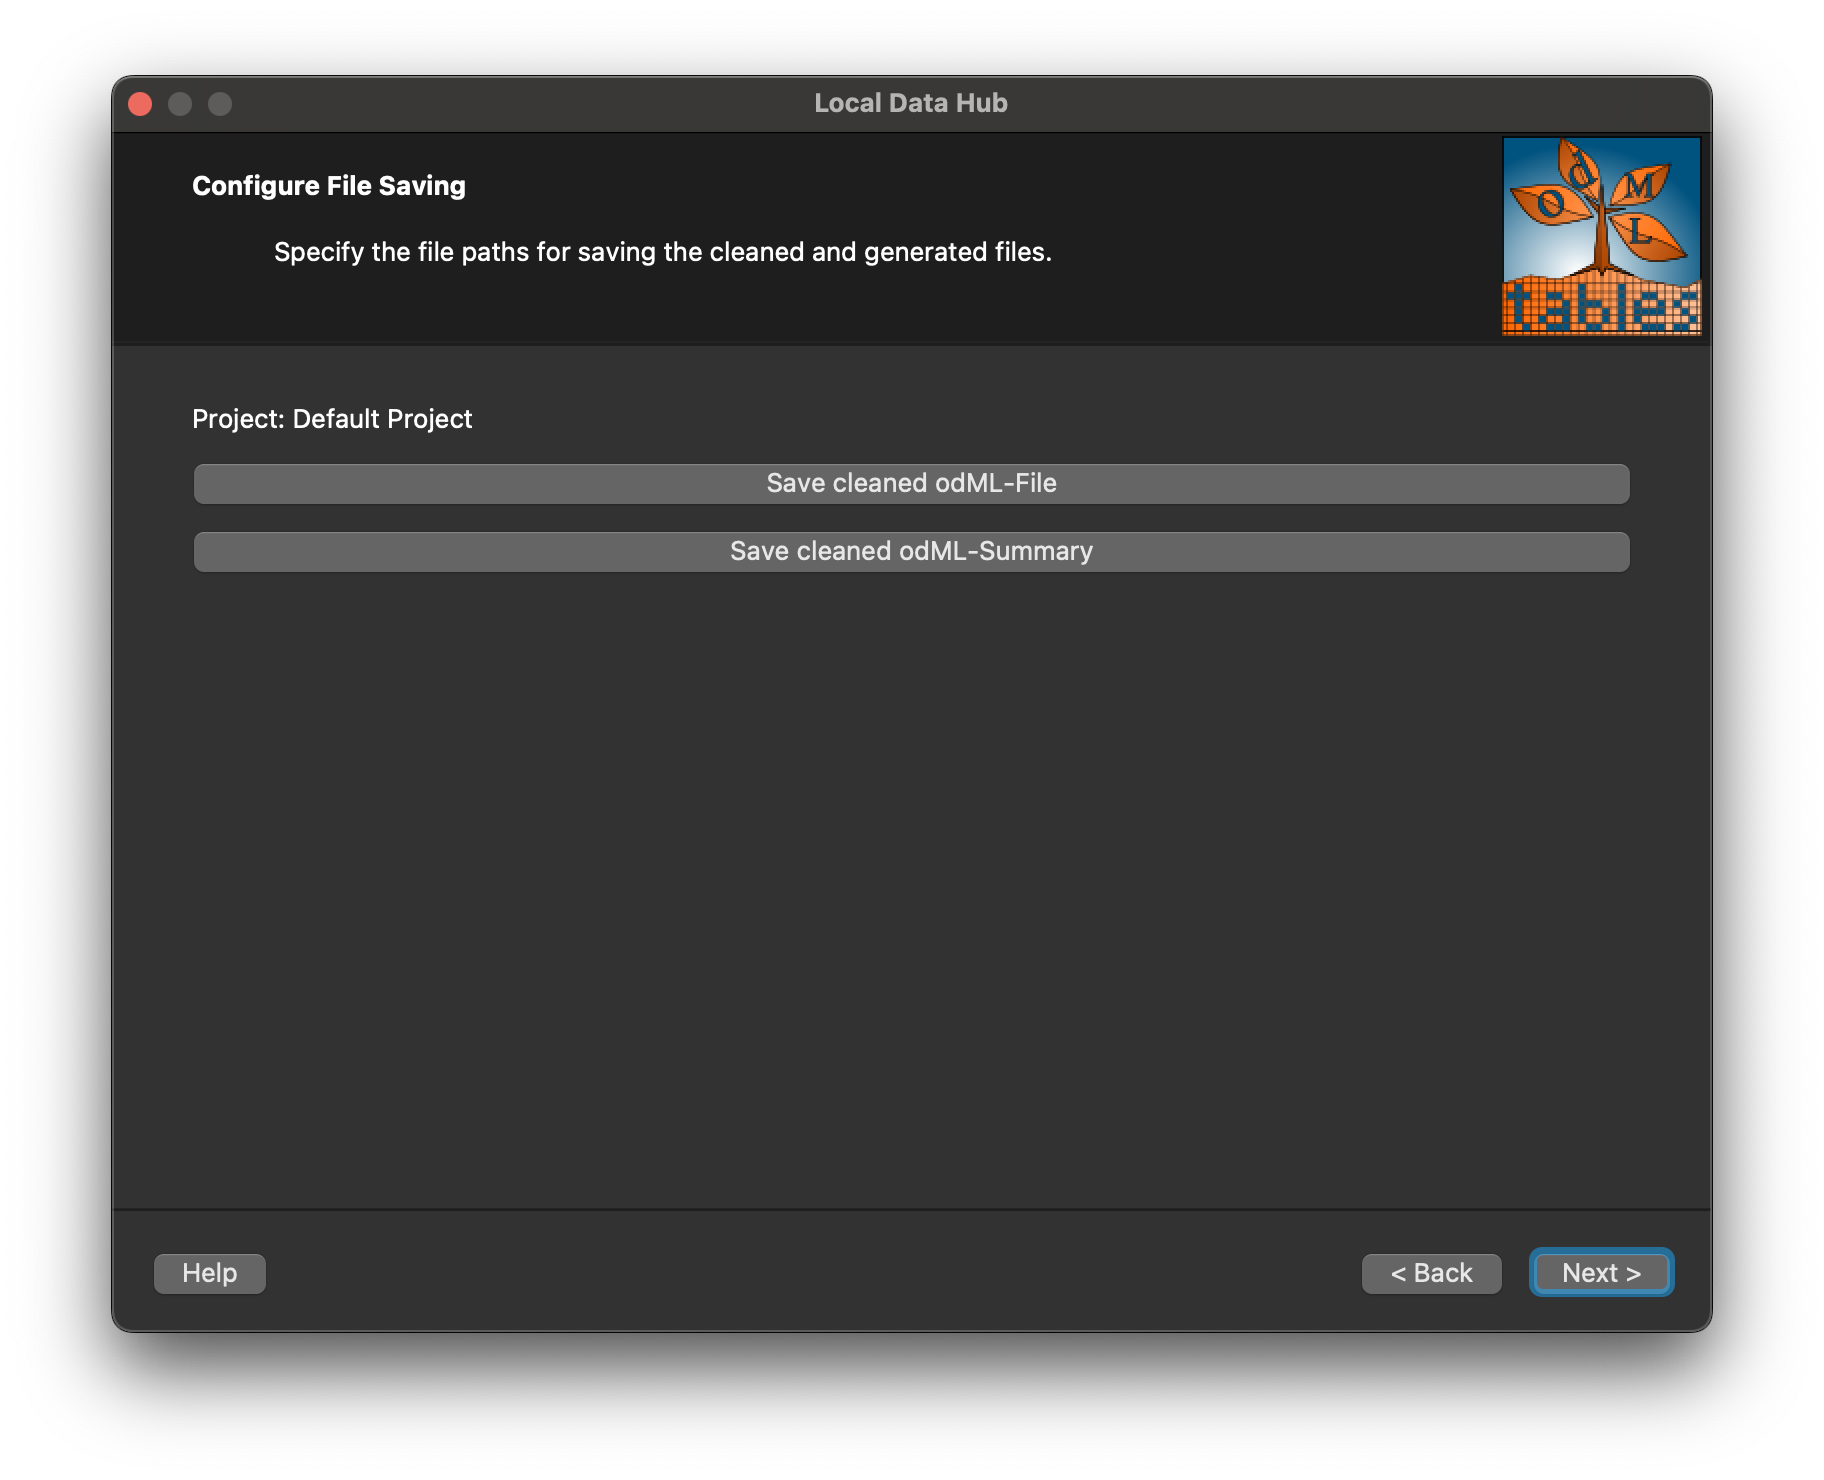 Local Data Hub
Configure File Saving
Specify the file paths for saving the cleaned and generated files.
o d M L
tables
Project: Default Project
Save cleaned odML-File
Save cleaned odML-Summary
Help
< Back
Next >